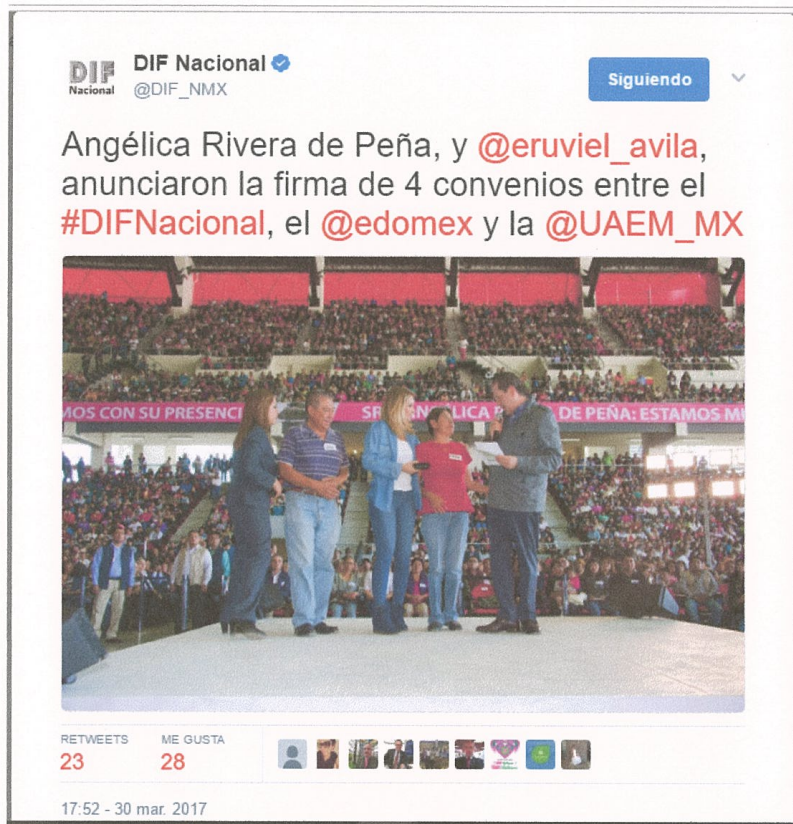 DIF
Nacional
DIF Nacional
@DIF_NMX
Siguiendo
Angélica Rivera de Peña, y @eruviel_avila,
anunciaron la firma de 4 convenios entre el
#DIFNacional, el @edomex y la @UAEM_MX
MOS CON SU PRESENCI
DE PEÑA: ESTAMOS MU
RETWEETS
23
ME GUSTA
28
17:52 - 30 mar. 2017